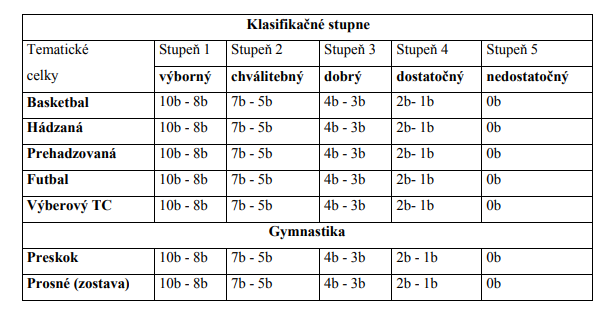 Klasifikačné stupne
Tematické Stupeň 1 Stupeň 2 Stupeň 3 Stupeň 4 Stupeň 5
celky výborný chválitebný dobrý dostatočný nedostatočný
Basketbal 10b - 8b 7b - 5b 4b - 3b 2b- 1b 0b
Hádzaná 10b - 8b 7b - 5b 4b - 3b 2b- 1b 0b
Prehadzovaná 10b - 8b 7b - 5b 4b - 3b 2b- 1b 0b
Futbal 10b - 8b 7b - 5b 4b - 3b 2b- 1b 0b
Výberový TC 10b - 8b 7b - 5b 4b - 3b 2b- 1b 0b
Gymnastika
Preskok 10b - 8b 7b - 5b 4b - 3b 2b - 1b 0b
Prosné (zostava) 10b - 8b 7b - 5b 4b - 3b 2b - 1b 0b